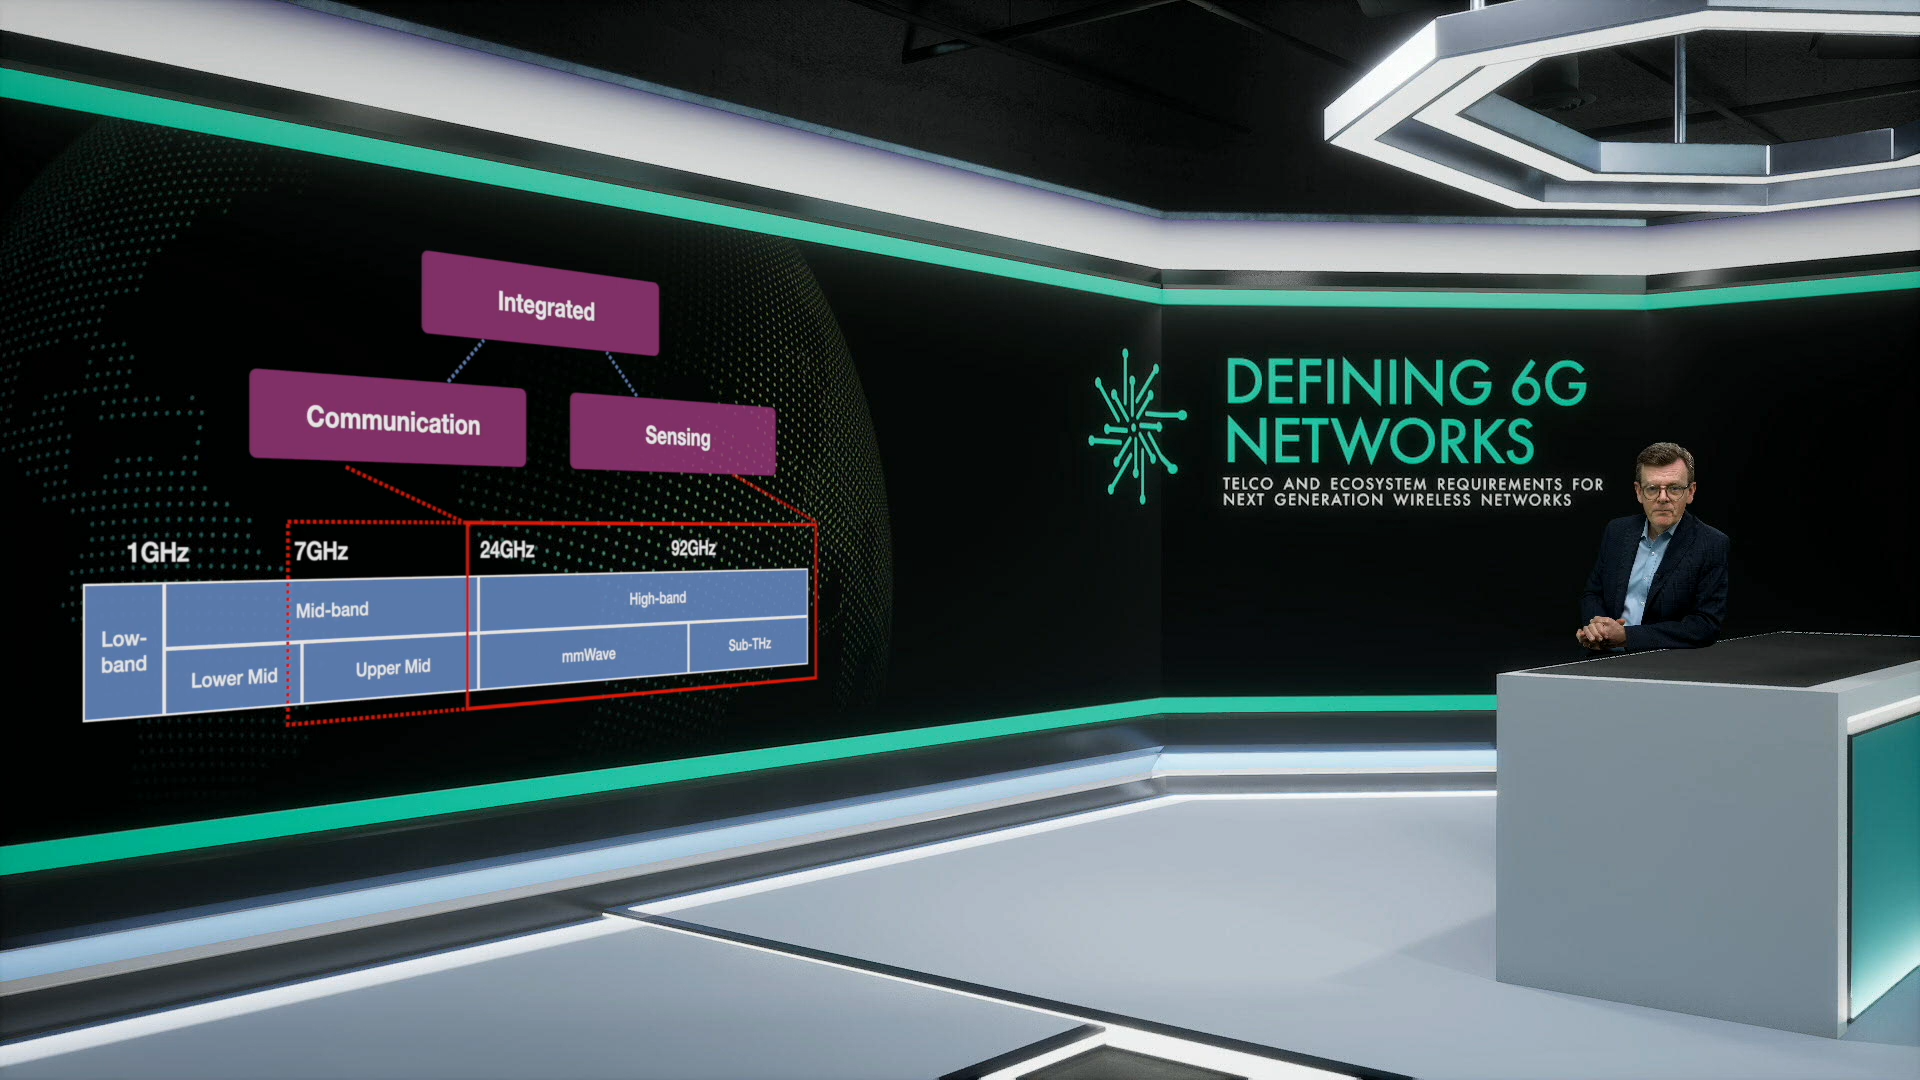 Integrated
Communication
Sensing
1GHz
7GHz
24GHz
92GHz
Low-
band
Mid-band
High-band
Lower Mid
Upper Mid
mmWave
Sub-THz
DEFINING 6G
NETWORKS
TELCO AND ECOSYSTEM REQUIREMENTS FOR
NEXT GENERATION WIRELESS NETWORKS